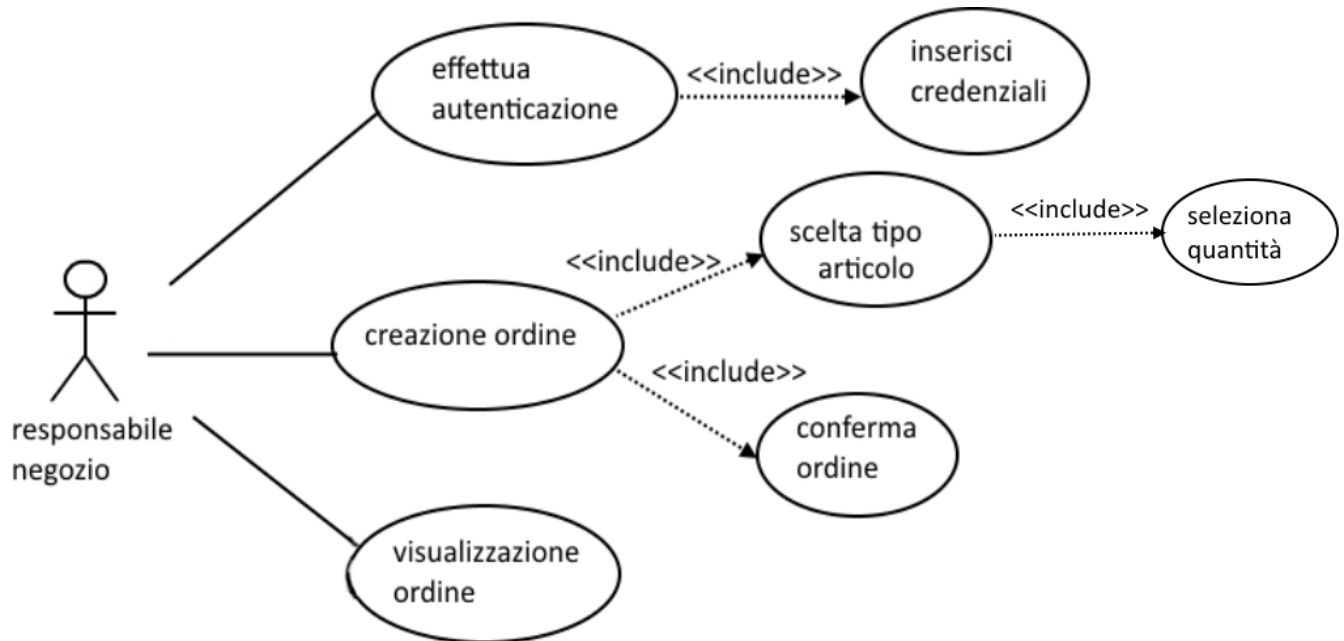 effettua
autenticazione
<<include>>
inserisci
credenziali
scelta tipo
articolo
<<include>>
seleziona
quantità
<<include>>
creazione ordine
<<include>>
conferma
ordine
responsabile
negozio
visualizzazione
ordine